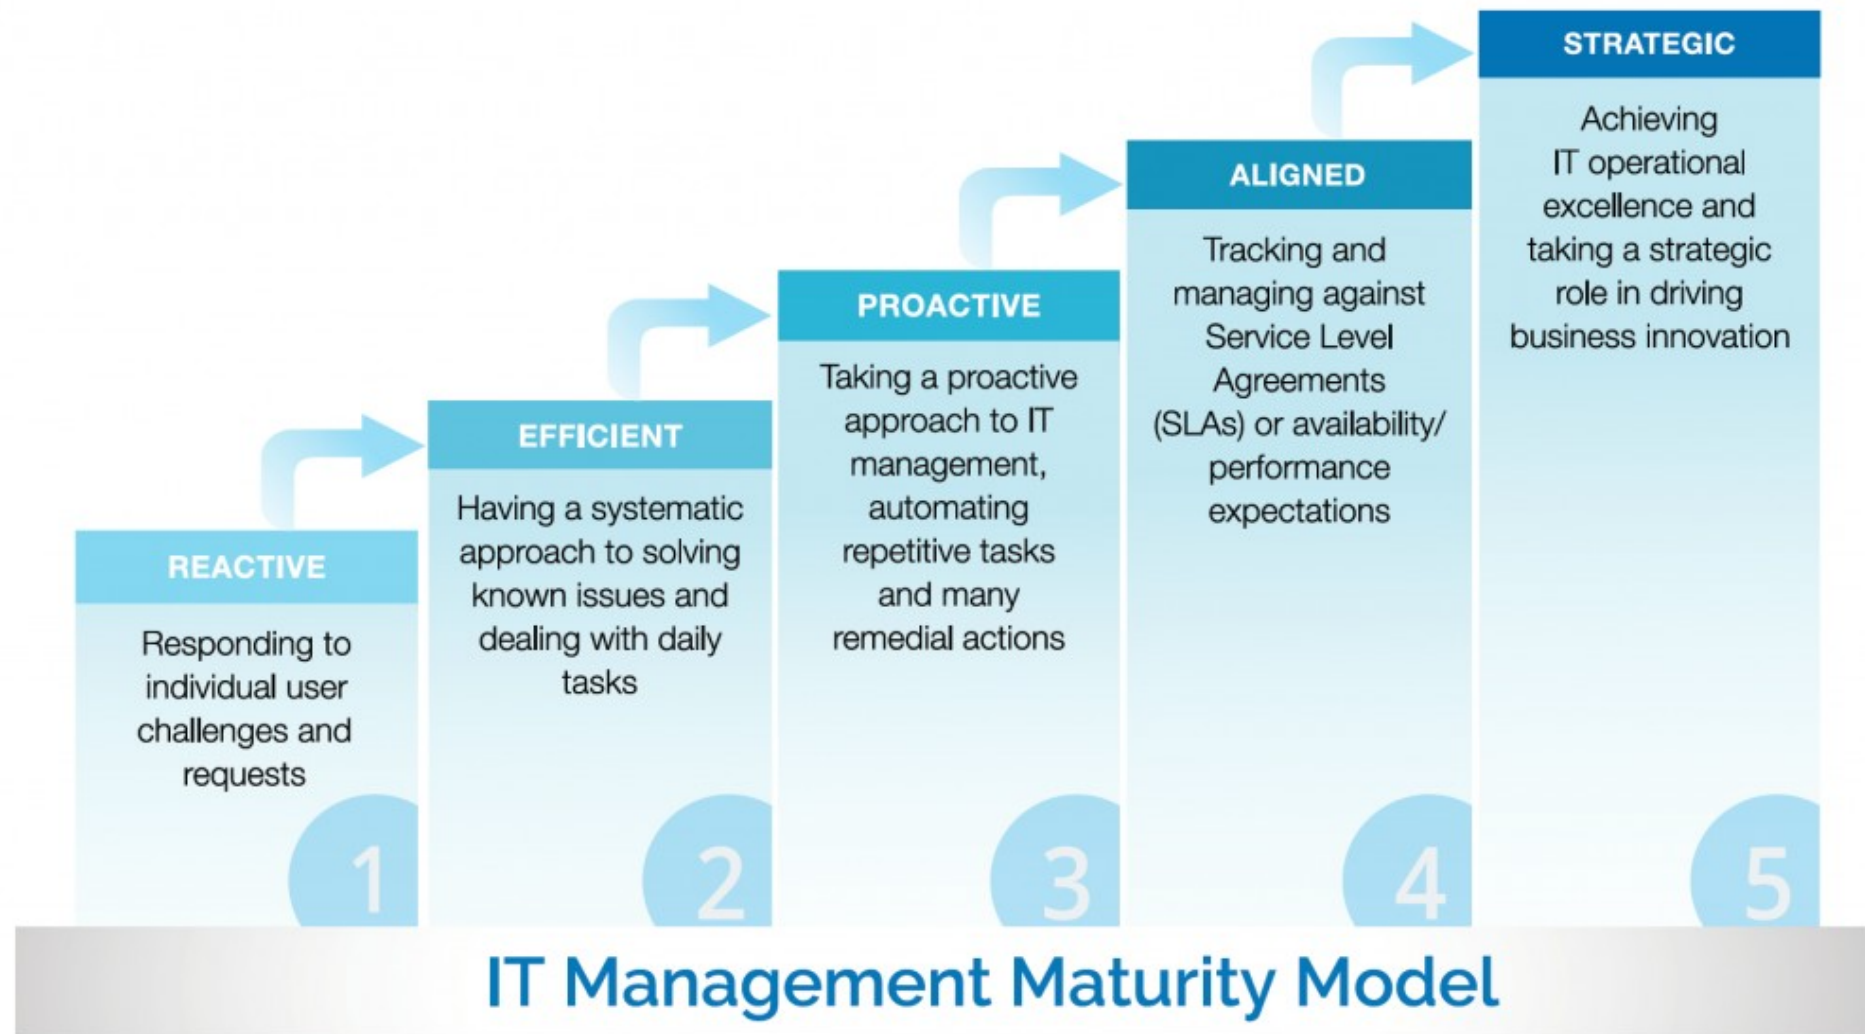 REACTIVE
Responding to
individual user
challenges and
requests
1
EFFICIENT
Having a systematic
approach to solving
known issues and
dealing with daily
tasks
2
PROACTIVE
Taking a proactive
approach to IT
management,
automating
repetitive tasks
and many
remedial actions
3
ALIGNED
Tracking and
managing against
Service Level
Agreements
(SLAs) or availability/
performance
expectations
4
STRATEGIC
Achieving
IT operational
excellence and
taking a strategic
role in driving
business innovation
5
IT Management Maturity Model